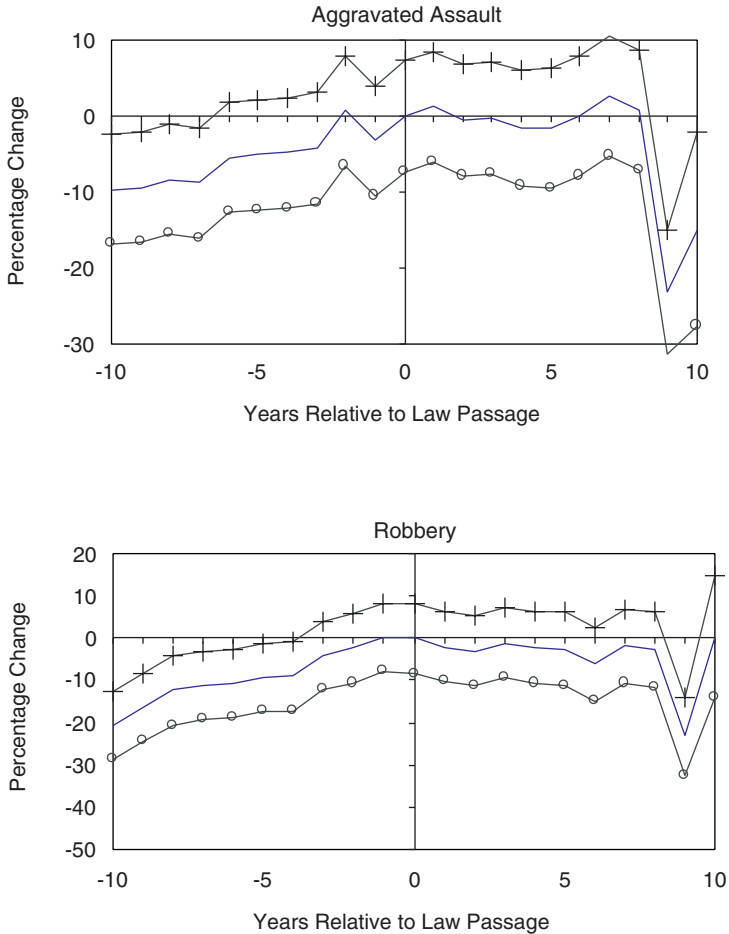 Aggravated Assault
10
0
-10
-20
-30
Percentage Change
-10 -5 0 5 10
Years Relative to Law Passage
Robbery
20
10
0
-10
-20
-30
-40
-50
Percentage Change
-10 -5 0 5 10
Years Relative to Law Passage